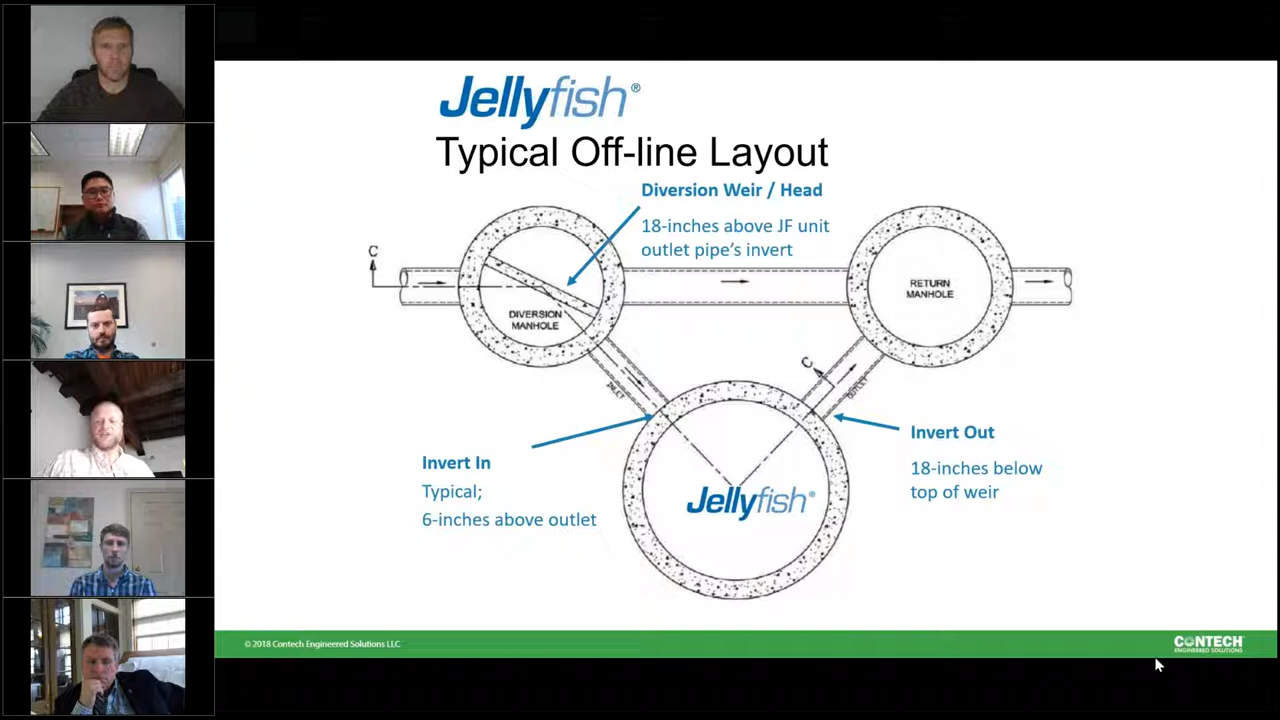 Jellyfish®
Typical Off-line Layout
Diversion Weir / Head
18-inches above JF unit
outlet pipe's invert
C
DIVERSION
MANHOLE
RETURN
MANHOLE
INLET
C
OUTLET
Invert In
Typical;
6-inches above outlet
Invert Out
18-inches below
top of weir
Jellyfish®
© 2018 Contech Engineered Solutions LLC
CONTECH®
ENGINEERED SOLUTIONS